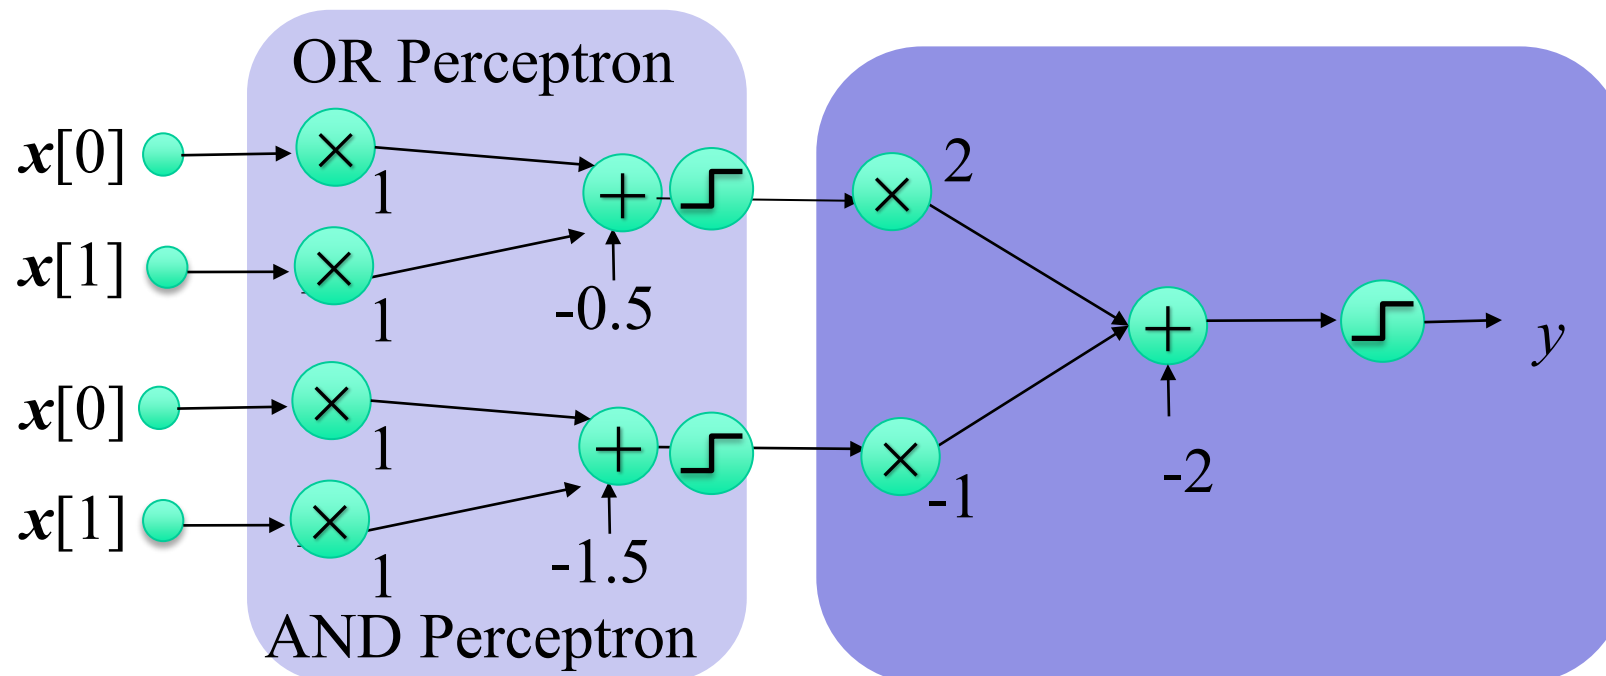 OR Perceptron
x[0]
1
x[1]
1
-0.5
x[0]
1
x[1]
1
-1.5
AND Perceptron
2
-1
-2
y